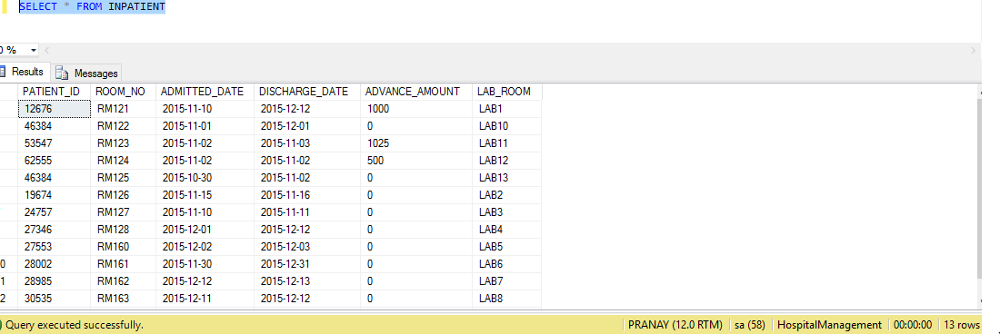 SELECT * FROM INPATIENT
0 %
Results Messages
PATIENT_ID ROOM_NO ADMITTED_DATE DISCHARGE_DATE ADVANCE_AMOUNT LAB_ROOM
12676 RM121 2015-11-10 2015-12-12 1000 LAB1
46384 RM122 2015-11-01 2015-12-01 0 LAB10
53547 RM123 2015-11-02 2015-11-03 1025 LAB11
62555 RM124 2015-11-02 2015-11-02 500 LAB12
46384 RM125 2015-10-30 2015-11-02 0 LAB13
19674 RM126 2015-11-15 2015-11-16 0 LAB2
24757 RM127 2015-11-10 2015-11-11 0 LAB3
27346 RM128 2015-12-01 2015-12-12 0 LAB4
27553 RM160 2015-12-02 2015-12-03 0 LAB5
0 28002 RM161 2015-11-30 2015-12-31 0 LAB6
1 28985 RM162 2015-12-12 2015-12-13 0 LAB7
2 30535 RM163 2015-12-11 2015-12-12 0 LAB8
Query executed successfully. PRANAY (12.0 RTM) sa (58) HospitalManagement 00:00:00 13 rows